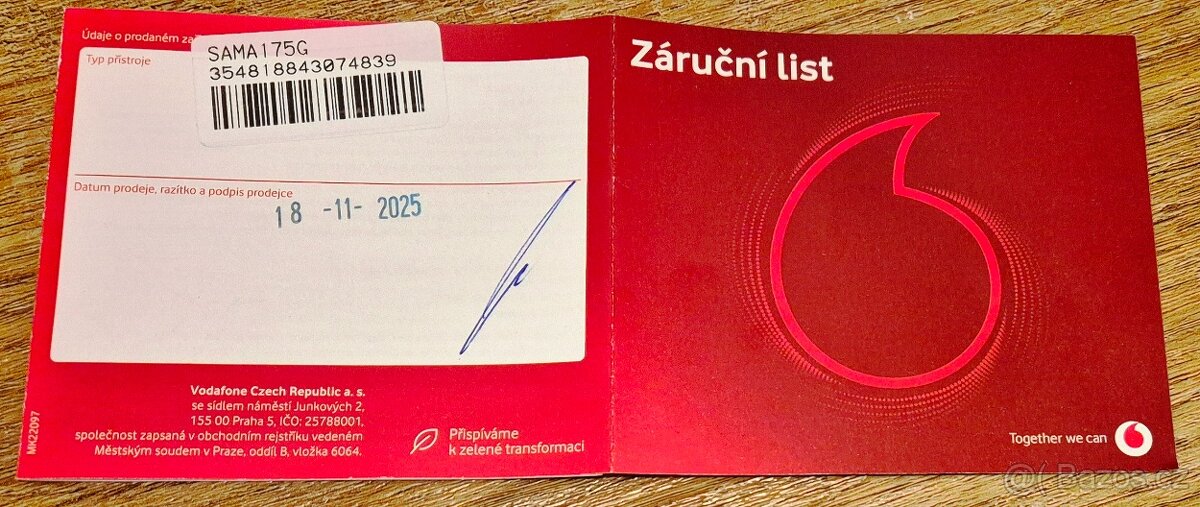 Údaje o prodaném
Typ přístroje
SAMA175G
354818843074839
Datum prodeje, razítko a podpis prodejce
18 -11- 2025
Vodafone Czech Republic a. s.
se sídlem náměstí Junkových 2,
155 00 Praha 5, IČO: 25788001,
společnost zapsaná v obchodním rejstříku vedeném
Městským soudem v Praze, oddíl B, vložka 6064.
MK22097
Přispíváme
k zelené transformaci
Záruční list
Together we can
Bazos.cz